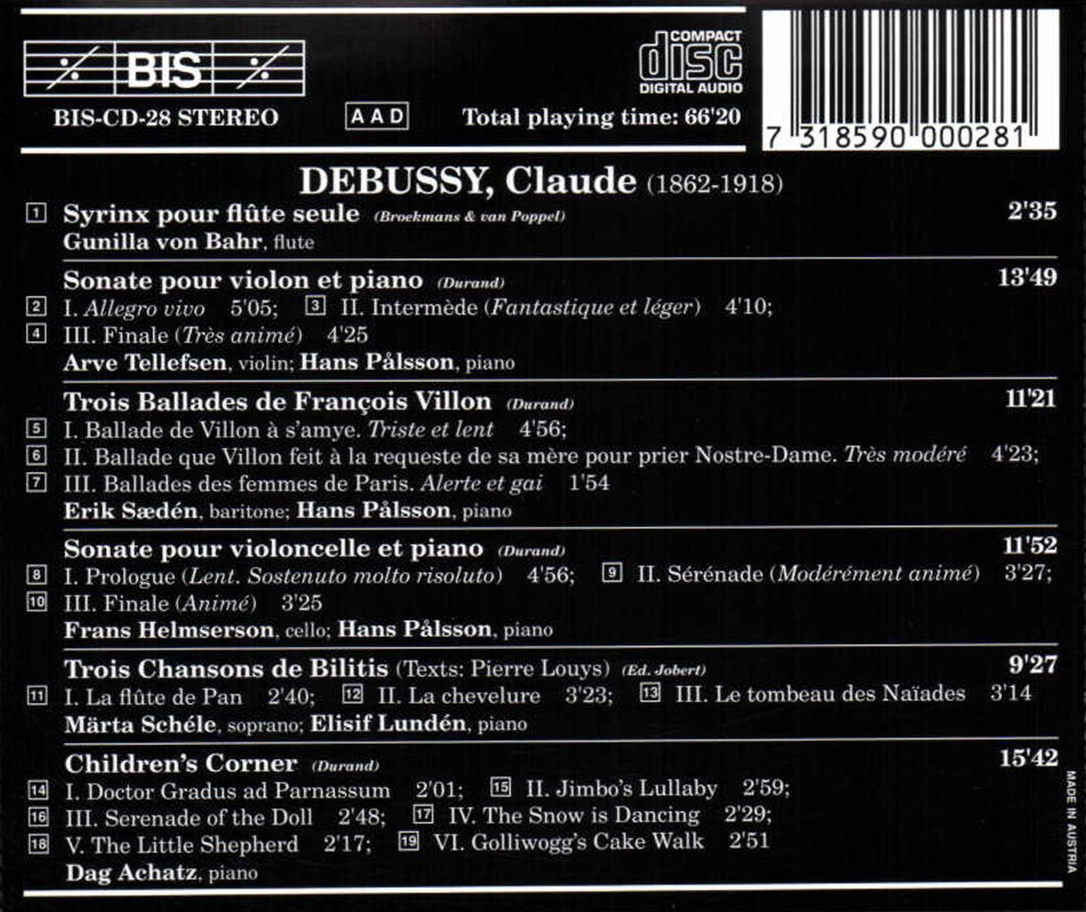 BIS
COMPACT
disc
DIGITAL AUDIO
BIS-CD-28 STEREO AAD Total playing time: 66'20
7 318590 000281
DEBUSSY, Claude (1862-1918)
1 Syrinx pour flûte seule (Broekmans & van Poppel) 2'35
Gunilla von Bahr, flute
Sonate pour violon et piano (Durand) 13'49
2 I. Allegro vivo 5'05; 3 II. Intermède (Fantastique et léger) 4'10;
4 III. Finale (Très animé) 4'25
Arve Tellefsen, violin; Hans Pålsson, piano
Trois Ballades de François Villon (Durand) 11'21
5 I. Ballade de Villon à s'amye. Triste et lent 4'56;
6 II. Ballade que Villon feit à la requeste de sa mère pour prier Nostre-Dame. Très modéré 4'23;
7 III. Ballades des femmes de Paris. Alerte et gai 1'54
Erik Sædén, baritone; Hans Pålsson, piano
Sonate pour violoncelle et piano (Durand) 11'52
8 I. Prologue (Lent. Sostenuto molto risoluto) 4'56; 9 II. Sérénade (Modérément animé) 3'27;
10 III. Finale (Animé) 3'25
Frans Helmserson, cello; Hans Pålsson, piano
Trois Chansons de Bilitis (Texts: Pierre Louys) (Ed. Jobert) 9'27
11 I. La flûte de Pan 2'40; 12 II. La chevelure 3'23; 13 III. Le tombeau des Naïades 3'14
Märta Schéle, soprano; Elisif Lundén, piano
Children's Corner (Durand) 15'42
14 I. Doctor Gradus ad Parnassum 2'01; 15 II. Jimbo's Lullaby 2'59;
16 III. Serenade of the Doll 2'48; 17 IV. The Snow is Dancing 2'29;
18 V. The Little Shepherd 2'17; 19 VI. Golliwogg's Cake Walk 2'51
Dag Achatz, piano
MADE IN AUSTRIA